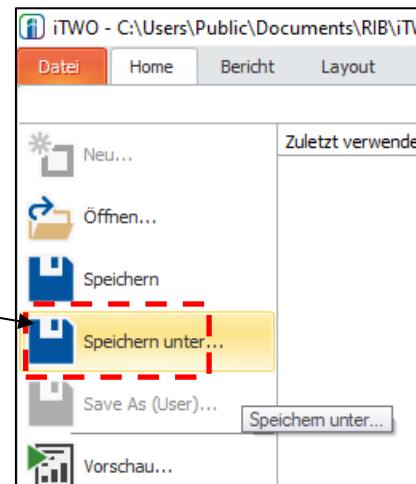 iTWO - C:\Users\Public\Documents\RIB\iTW
Datei Home Bericht Layout
Zuletzt verwende
Neu...
Öffnen...
Speichern
Speichern unter...
Save As (User)...
Speichern unter...
Vorschau...